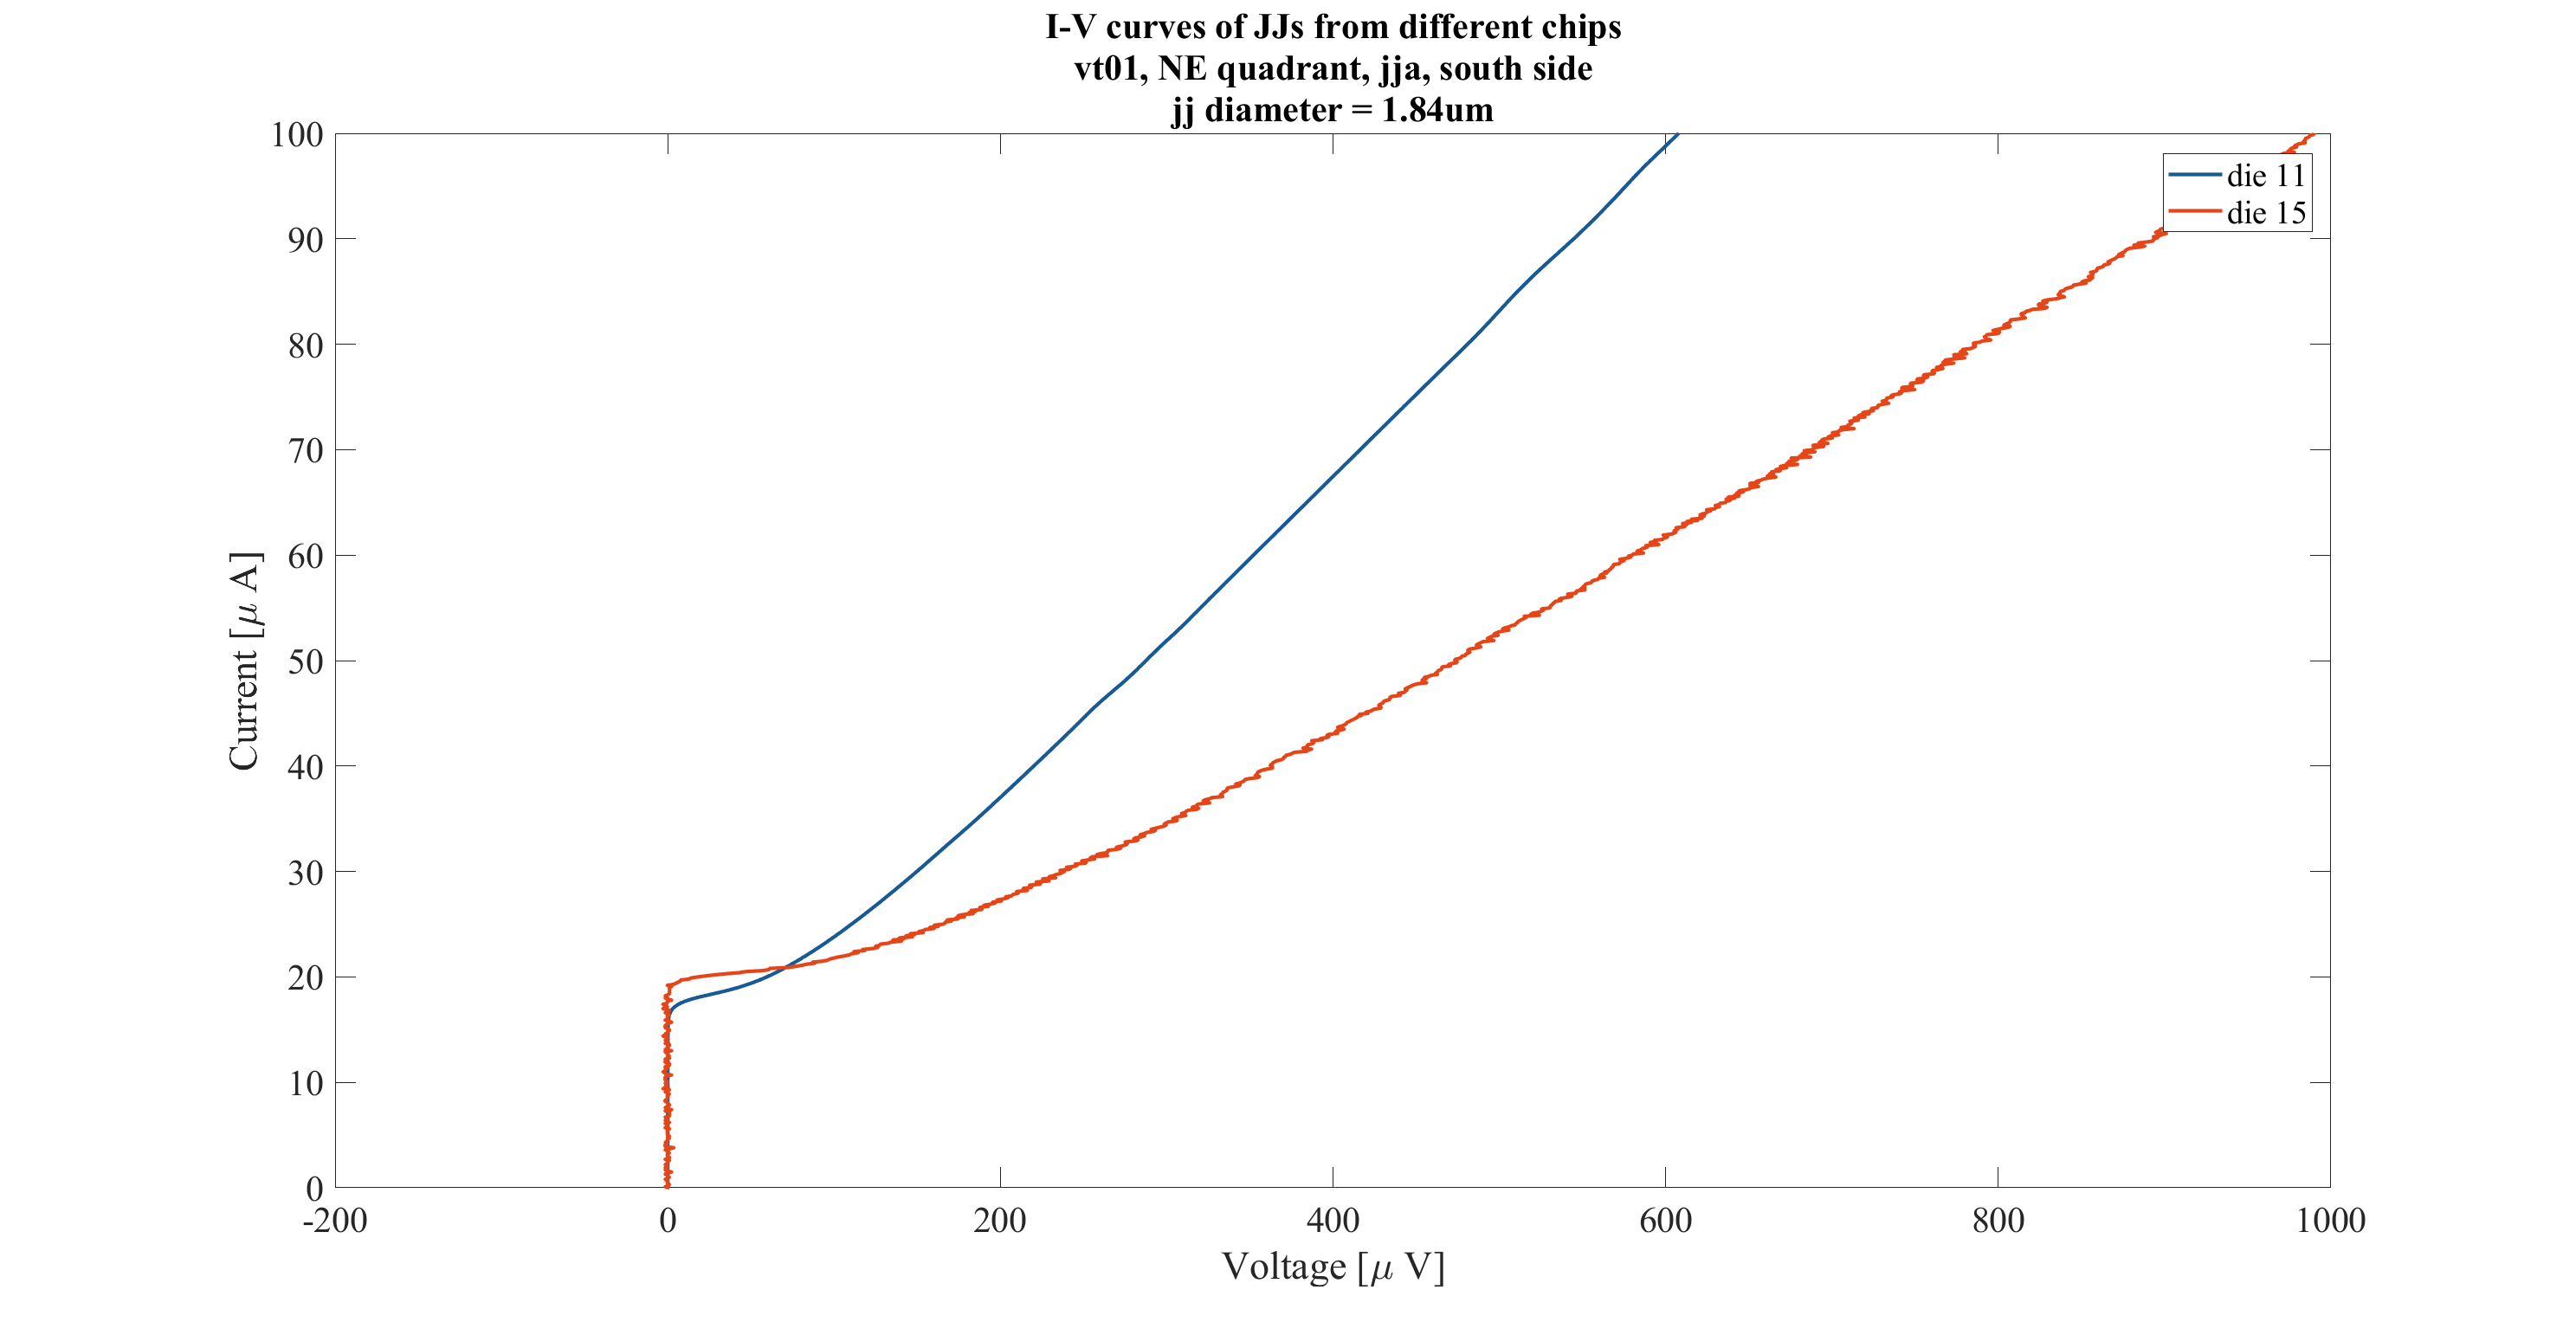 I-V curves of JJs from different chips
vt01, NE quadrant, jja, south side
jj diameter = 1.84um
100
90
80
70
60
50
40
30
20
10
0
Current [μ A]
die 11
die 15
-200
0
200
400
600
800
1000
Voltage [μ V]